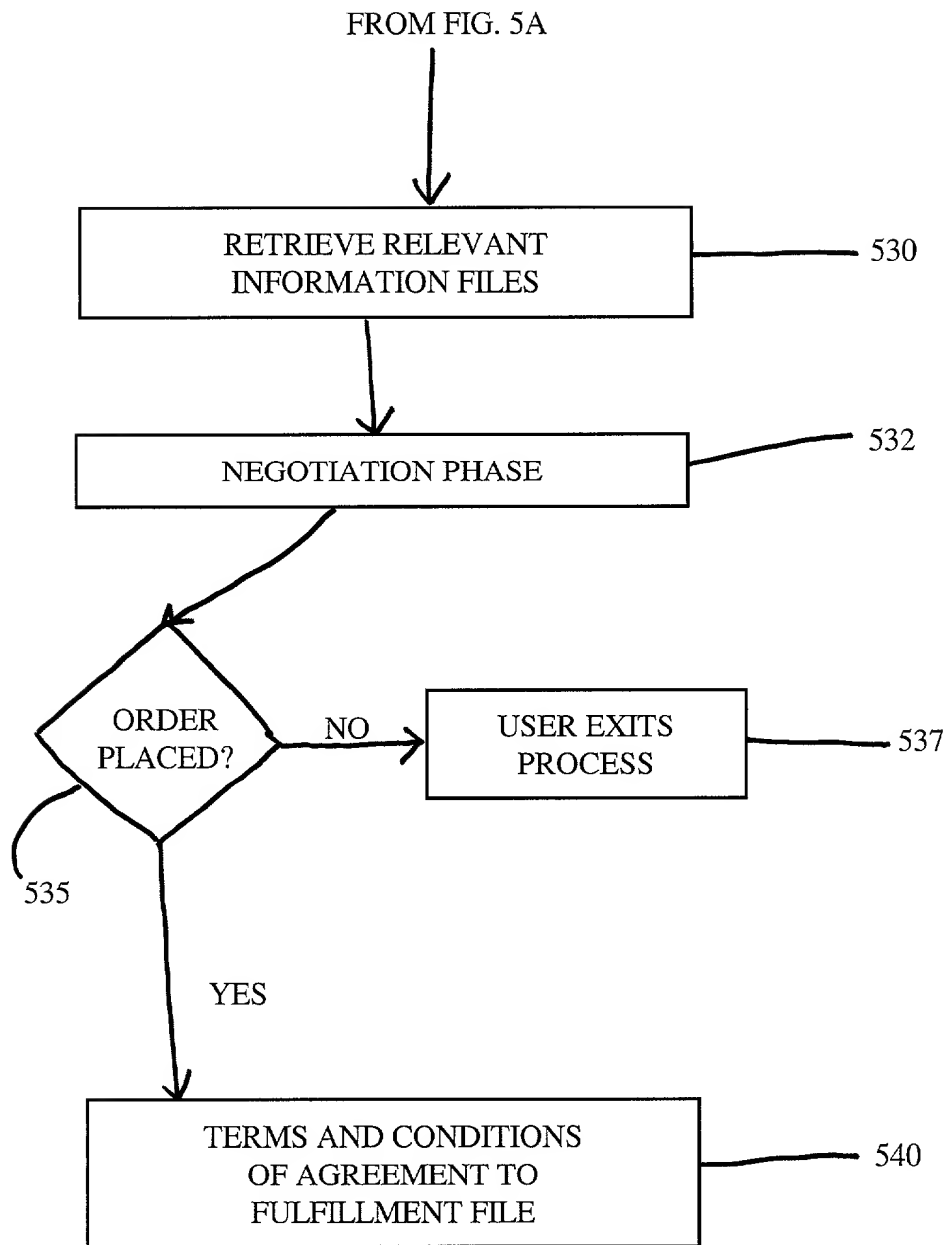 FROM FIG. 5A
RETRIEVE RELEVANT
INFORMATION FILES
530
NEGOTIATION PHASE
532
ORDER
PLACED?
NO
USER EXITS
PROCESS
537
535
YES
TERMS AND CONDITIONS
OF AGREEMENT TO
FULFILLMENT FILE
540